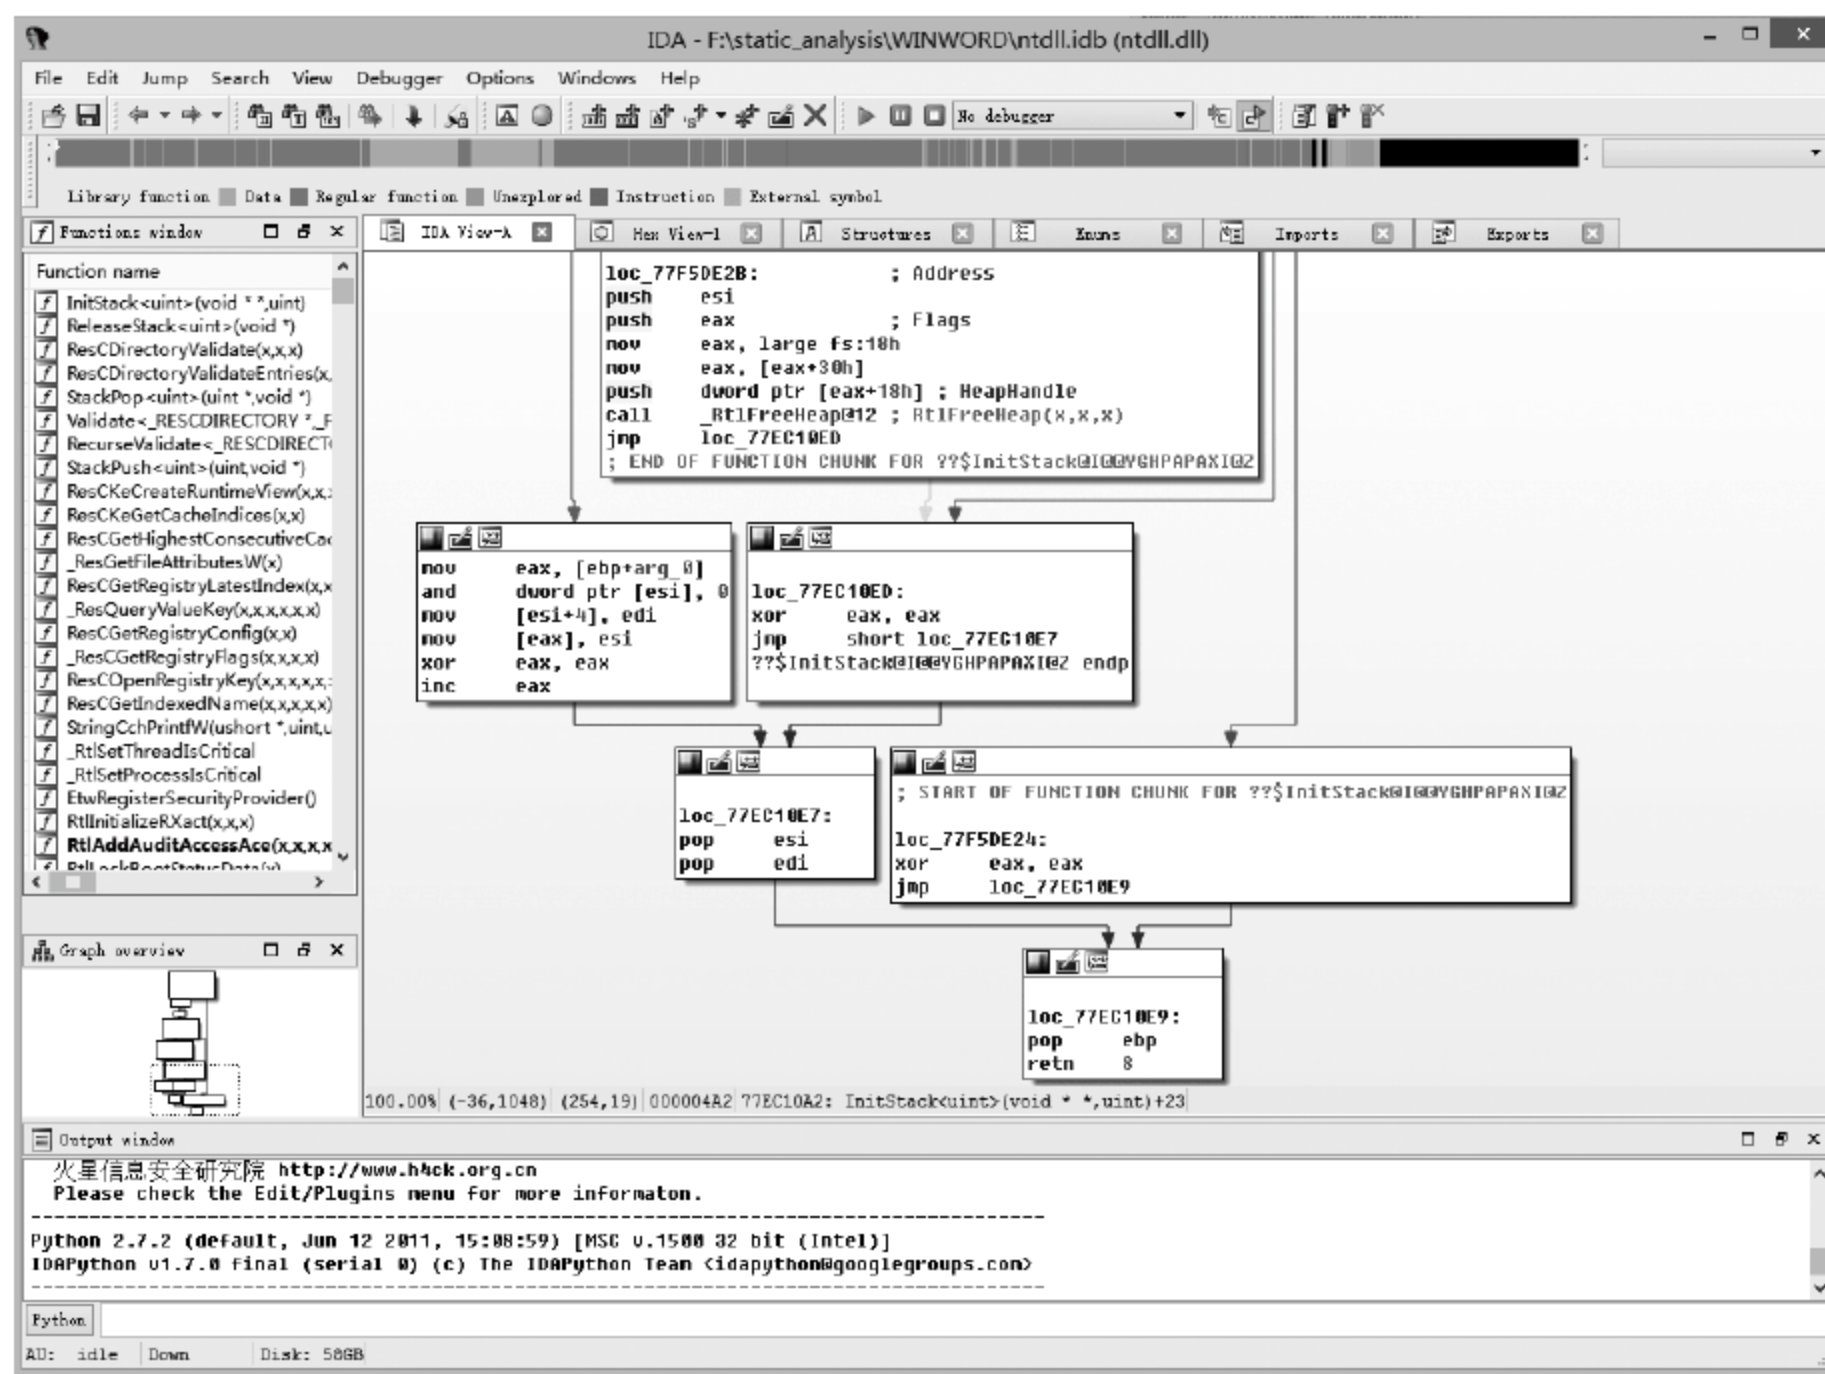 IDA - F:\static_analysis\WINWORD\ntdll.idb (ntdll.dll)
File Edit Jump Search View Debugger Options Windows Help
No debugger
Library function Data Regular function Unexplored Instruction External symbol
Functions window
IDA View-A Hex View-1 Structures Enums Imports Exports
Function name
InitStack<uint>(void * *,uint)
ReleaseStack<uint>(void *)
ResCDirectoryValidate(x,x,x)
ResCDirectoryValidateEntries(x,
StackPop<uint>(uint *,void *)
Validate<_RESCDIRECTORY *,_F
RecurseValidate<_RESCDIRECT
StackPush<uint>(uint,void *)
ResCKeCreateRuntimeView(x,x,
ResCKeGetCacheIndices(x,x)
ResCGetHighestConsecutiveCac
_ResGetFileAttributesW(x)
ResCGetRegistryLatestIndex(x,x
_ResQueryValueKey(x,x,x,x,x,x)
ResCGetRegistryConfig(x,x)
_ResCGetRegistryFlags(x,x,x,x)
ResCOpenRegistryKey(x,x,x,x,x,
ResCGetIndexedName(x,x,x,x,x)
StringCchPrintfW(ushort *,uint,u
_RtlSetThreadIsCritical
_RtlSetProcessIsCritical
EtwRegisterSecurityProvider()
RtlInitializeRXact(x,x,x)
RtlAddAuditAccessAce(x,x,x,x
RtlLockBootStatusData(x)
loc_77F5DE2B: ; Address
push esi
push eax ; Flags
mov eax, large fs:18h
mov eax, [eax+30h]
push dword ptr [eax+18h] ; HeapHandle
call _RtlFreeHeap@12 ; RtlFreeHeap(x,x,x)
jmp loc_77EC10ED
; END OF FUNCTION CHUNK FOR ??$InitStack@I@@YGHPAPAXI@Z
mov eax, [ebp+arg_0]
and dword ptr [esi], 0
mov [esi+4], edi
mov [eax], esi
xor eax, eax
inc eax
loc_77EC10ED:
xor eax, eax
jmp short loc_77EC10E7
??$InitStack@I@@YGHPAPAXI@Z endp
loc_77EC10E7:
pop esi
pop edi
; START OF FUNCTION CHUNK FOR ??$InitStack@I@@YGHPAPAXI@Z
loc_77F5DE24:
xor eax, eax
jmp loc_77EC10E9
loc_77EC10E9:
pop ebp
retn 8
Graph overview
100.00% (-36,1048) (254,19) 000004A2 77EC10A2: InitStack<uint>(void * *,uint)+23
Output window
火星信息安全研究院 http://www.h4ck.org.cn
Please check the Edit/Plugins menu for more informaton.
Python 2.7.2 (default, Jun 12 2011, 15:08:59) [MSC v.1500 32 bit (Intel)]
IDAPython v1.7.0 final (serial 0) (c) The IDAPython Team <idapython@googlegroups.com>
Python
AU: idle Down Disk: 50GB